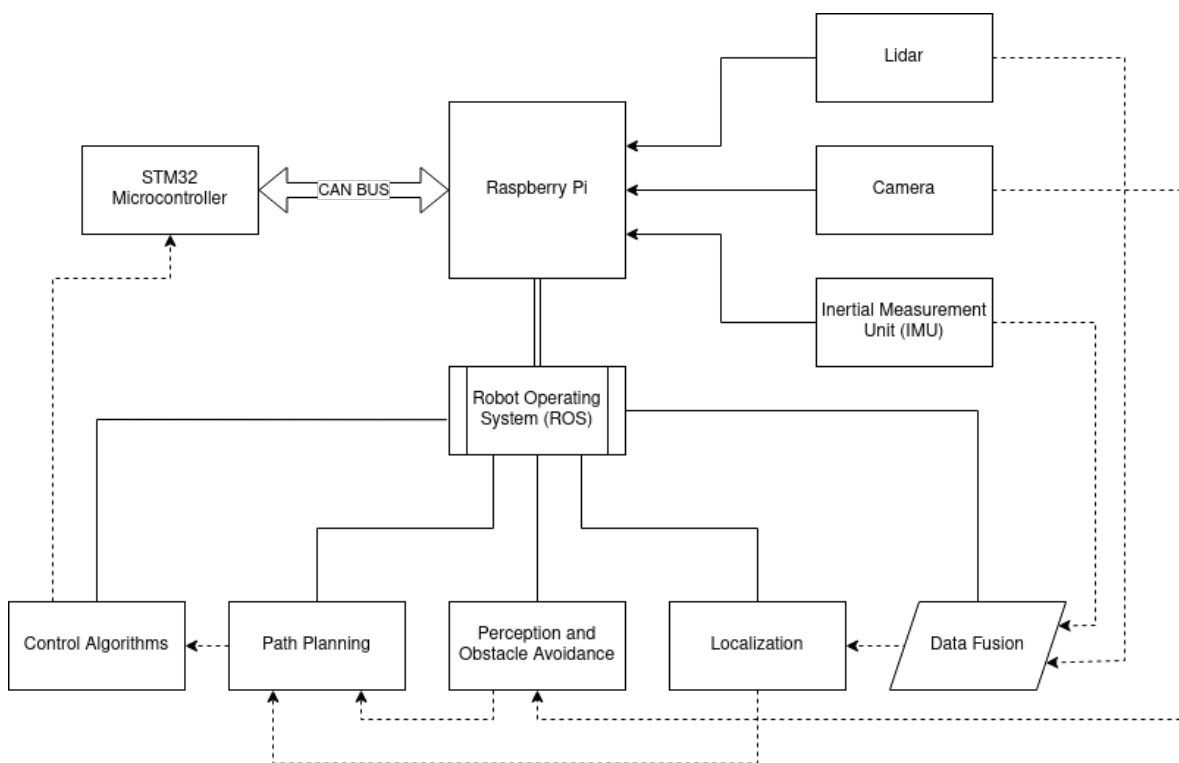 Lidar
STM32
Microcontroller
CAN BUS
Raspberry Pi
Camera
Inertial Measurement
Unit (IMU)
Robot Operating
System (ROS)
Control Algorithms
Path Planning
Perception and
Obstacle Avoidance
Localization
Data Fusion